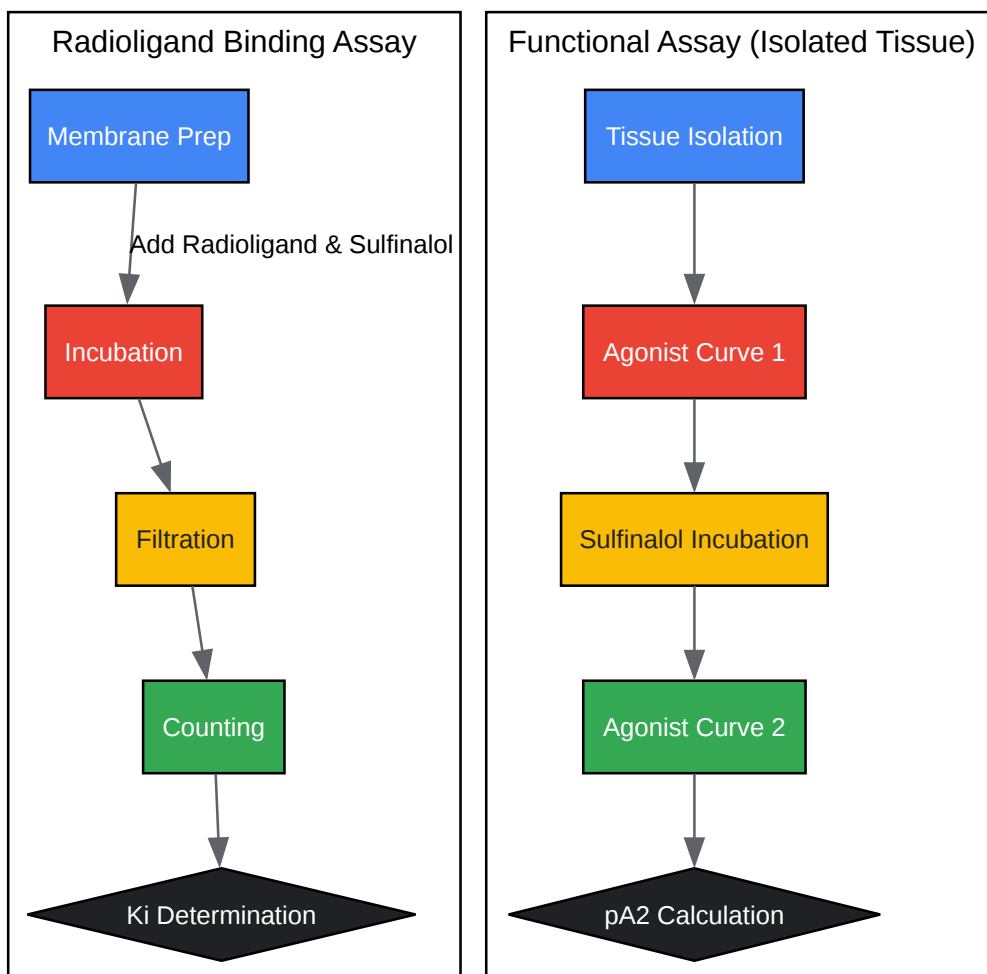 Radioligand Binding Assay
Membrane Prep
Add Radioligand & Sulfinalol
Incubation
Filtration
Counting
Ki Determination
Functional Assay (Isolated Tissue)
Tissue Isolation
Agonist Curve 1
Sulfinalol Incubation
Agonist Curve 2
pA2 Calculation